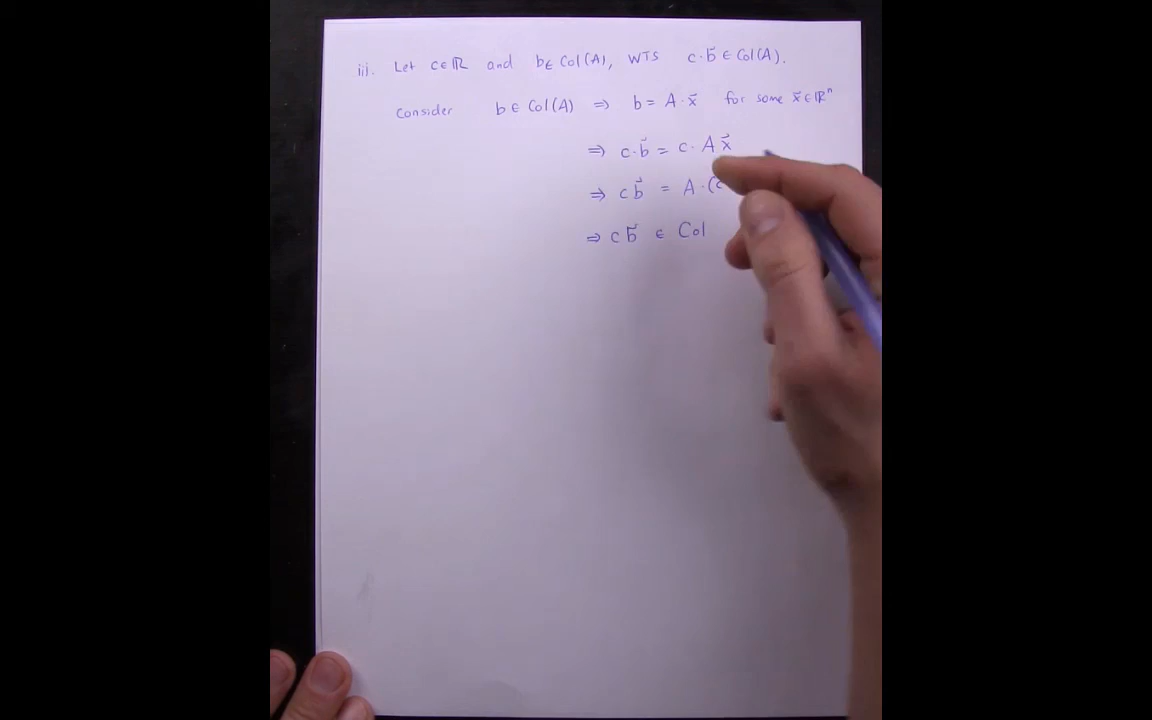 iii. Let c∈ℝ and b∈ Col(A), WTS c·b⃗ ∈ Col(A).
Consider b ∈ Col(A) ⇒ b = A·x⃗ for some x⃗∈ℝⁿ
⇒ c·b⃗ = c·Ax⃗
⇒ cb⃗ = A·(c
⇒ cb⃗ ∈ Col